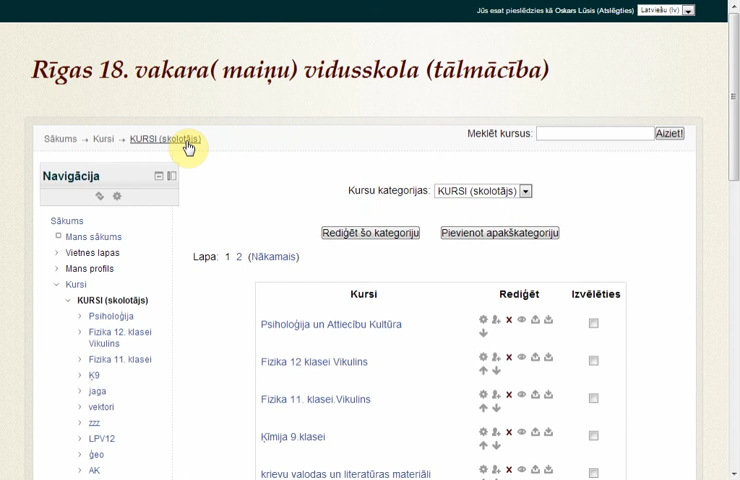 Jūs esat pieslēdzies kā Oskars Lūsis (Atslēgties) Latviešu (lv)
Rīgas 18. vakara( maiņu) vidusskola (tālmācība)
Sākums → Kursi → KURSI (skolotājs)
Meklēt kursus: Aiziet!
Navigācija
Kursu kategorijas: KURSI (skolotājs)
Rediģēt šo kategoriju Pievienot apakškategoriju
Sākums
Mans sākums
Vietnes lapas
Mans profils
Kursi
KURSI (skolotājs)
Psiholoģija
Fizika 12. klasei
Vikulins
Fizika 11. klasei
Ķ9
jaga
vektori
zzz
LPV12
ģeo
AK
Lapa: 1 2 (Nākamais)
Kursi Rediģēt Izvēlēties
Psiholoģija un Attiecību Kultūra
Fizika 12 klasei Vikulins
Fizika 11. klasei.Vikulins
Ķīmija 9.klasei
krievu valodas un literatūras materiāli